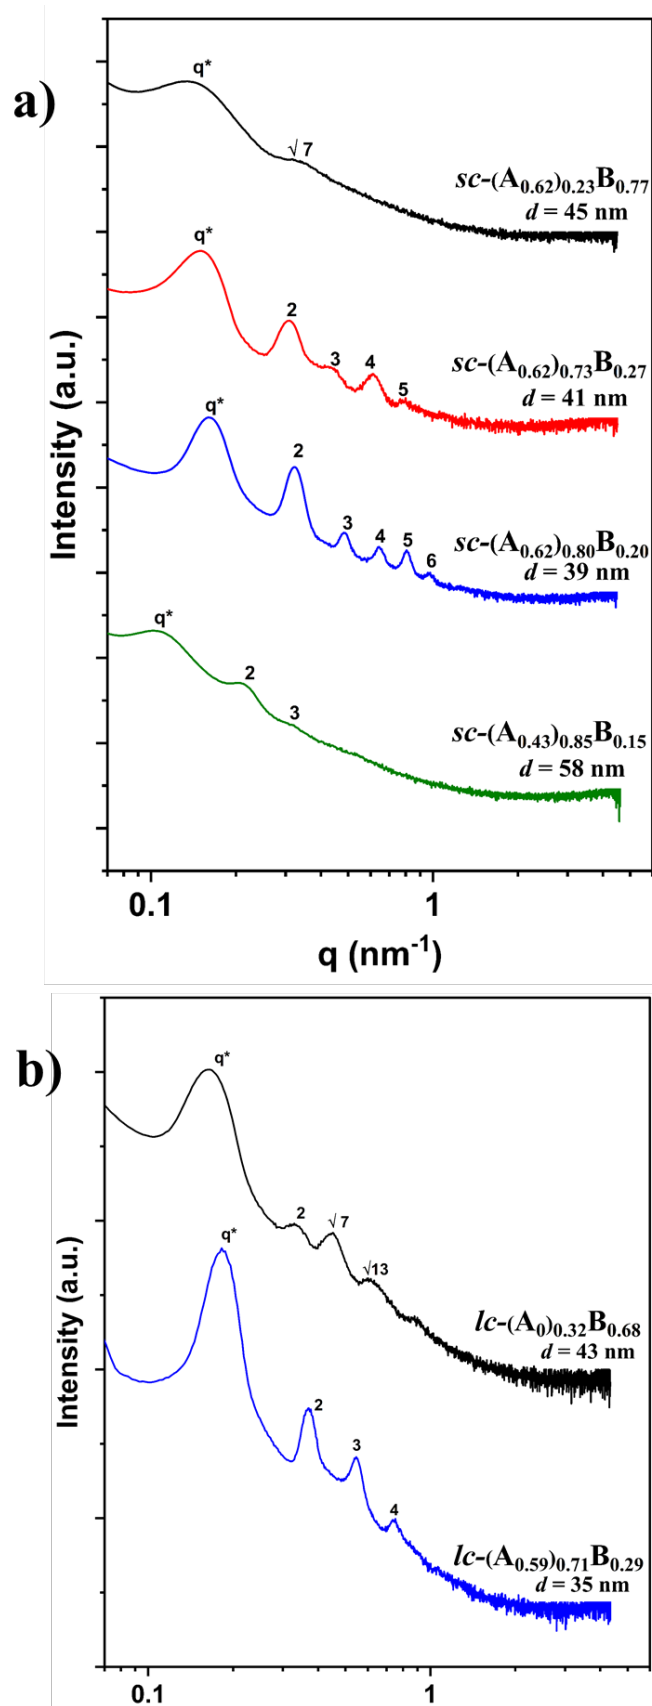 a)
q*
√7
sc-(A0.62)0.23B0.77
d = 45 nm
q*
2
3
4
5
sc-(A0.62)0.73B0.27
d = 41 nm
q*
2
3
4
5
6
sc-(A0.62)0.80B0.20
d = 39 nm
q*
2
3
sc-(A0.43)0.85B0.15
d = 58 nm
Intensity (a.u.)
0.1
1
q (nm-1)
b)
q*
2
√7
√13
lc-(A0)0.32B0.68
d = 43 nm
q*
2
3
4
lc-(A0.59)0.71B0.29
d = 35 nm
Intensity (a.u.)
0.1
1